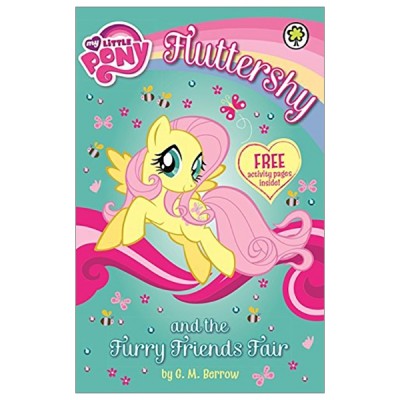 MY LITTLE
PONY
Fluttershy
FREE
activity pages
inside!
and the
Furry Friends Fair
by G. M. Berrow